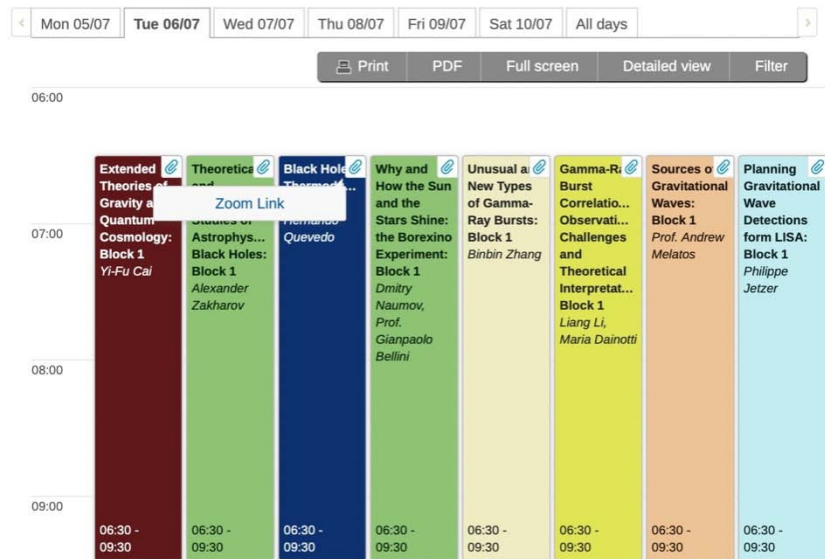 Mon 05/07
Tue 06/07
Wed 07/07
Thu 08/07
Fri 09/07
Sat 10/07
All days
Print
PDF
Full screen
Detailed view
Filter
06:00
07:00
08:00
09:00
Extended
Theories of
Gravity a
Quantum
Cosmology:
Block 1
Yi-Fu Cai
06:30 -
09:30
Theoretica
and
Studies of
Astrophys...
Black Holes:
Block 1
Alexander
Zakharov
06:30 -
09:30
Zoom Link
Black Hole
Thermod...
Hernando
Quevedo
06:30 -
09:30
Why and
How the Sun
and the
Stars Shine:
the Borexino
Experiment:
Block 1
Dmitry
Naumov,
Prof.
Gianpaolo
Bellini
06:30 -
09:30
Unusual a
New Types
of Gamma-
Ray Bursts:
Block 1
Binbin Zhang
06:30 -
09:30
Gamma-Ra
Burst
Correlatio...
Observati...
Challenges
and
Theoretical
Interpretat...
Block 1
Liang Li,
Maria Dainotti
06:30 -
09:30
Sources o
Gravitational
Waves:
Block 1
Prof. Andrew
Melatos
06:30 -
09:30
Planning
Gravitational
Wave
Detections
form LISA:
Block 1
Philippe
Jetzer
06:30 -
09:30